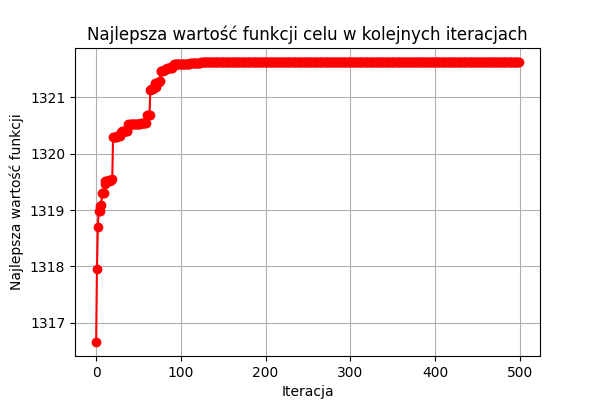 Najlepsza wartość funkcji celu w kolejnych iteracjach
Najlepsza wartość funkcji
1321
1320
1319
1318
1317
0 100 200 300 400 500
Iteracja